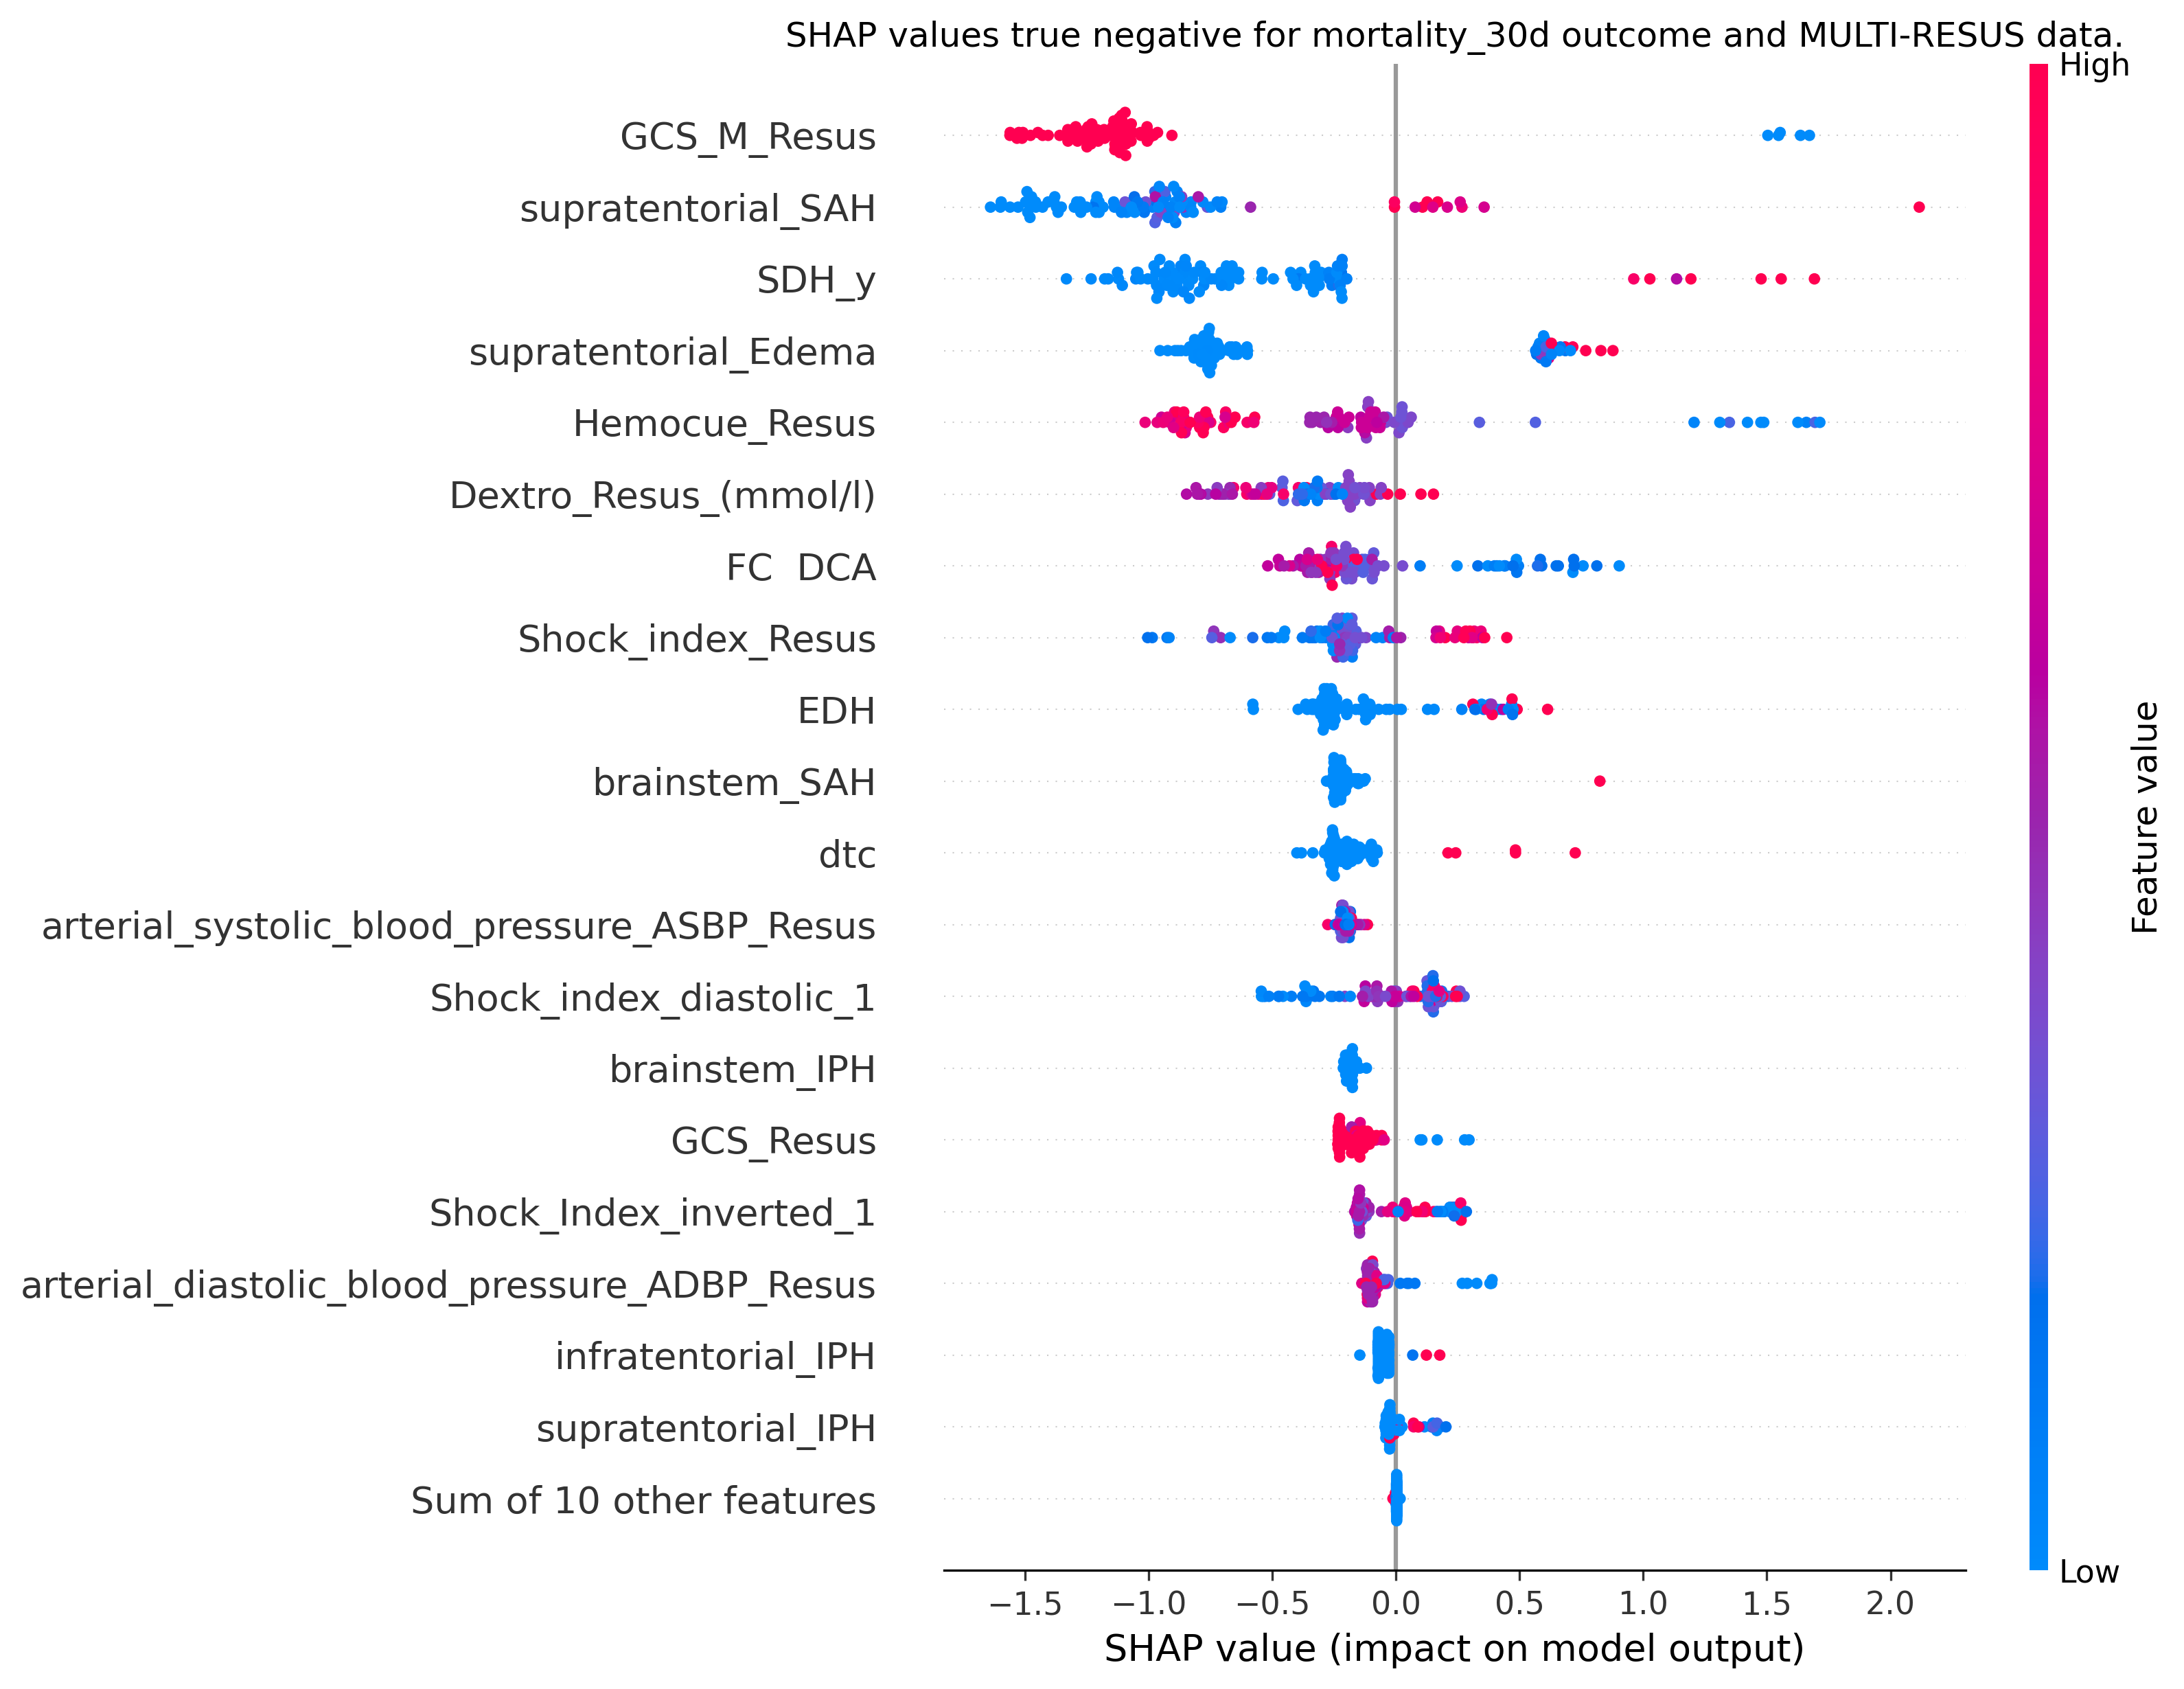 SHAP values true negative for mortality_30d outcome and MULTI-RESUS data.
High
GCS_M_Resus
supratentorial_SAH
SDH_y
supratentorial_Edema
Hemocue_Resus
Dextro_Resus_(mmol/l)
FC  DCA
Shock_index_Resus
EDH
brainstem_SAH
dtc
arterial_systolic_blood_pressure_ASBP_Resus
Shock_index_diastolic_1
brainstem_IPH
GCS_Resus
Shock_Index_inverted_1
arterial_diastolic_blood_pressure_ADBP_Resus
infratentorial_IPH
supratentorial_IPH
Sum of 10 other features
Feature value
Low
−1.5 −1.0 −0.5 0.0 0.5 1.0 1.5 2.0
SHAP value (impact on model output)